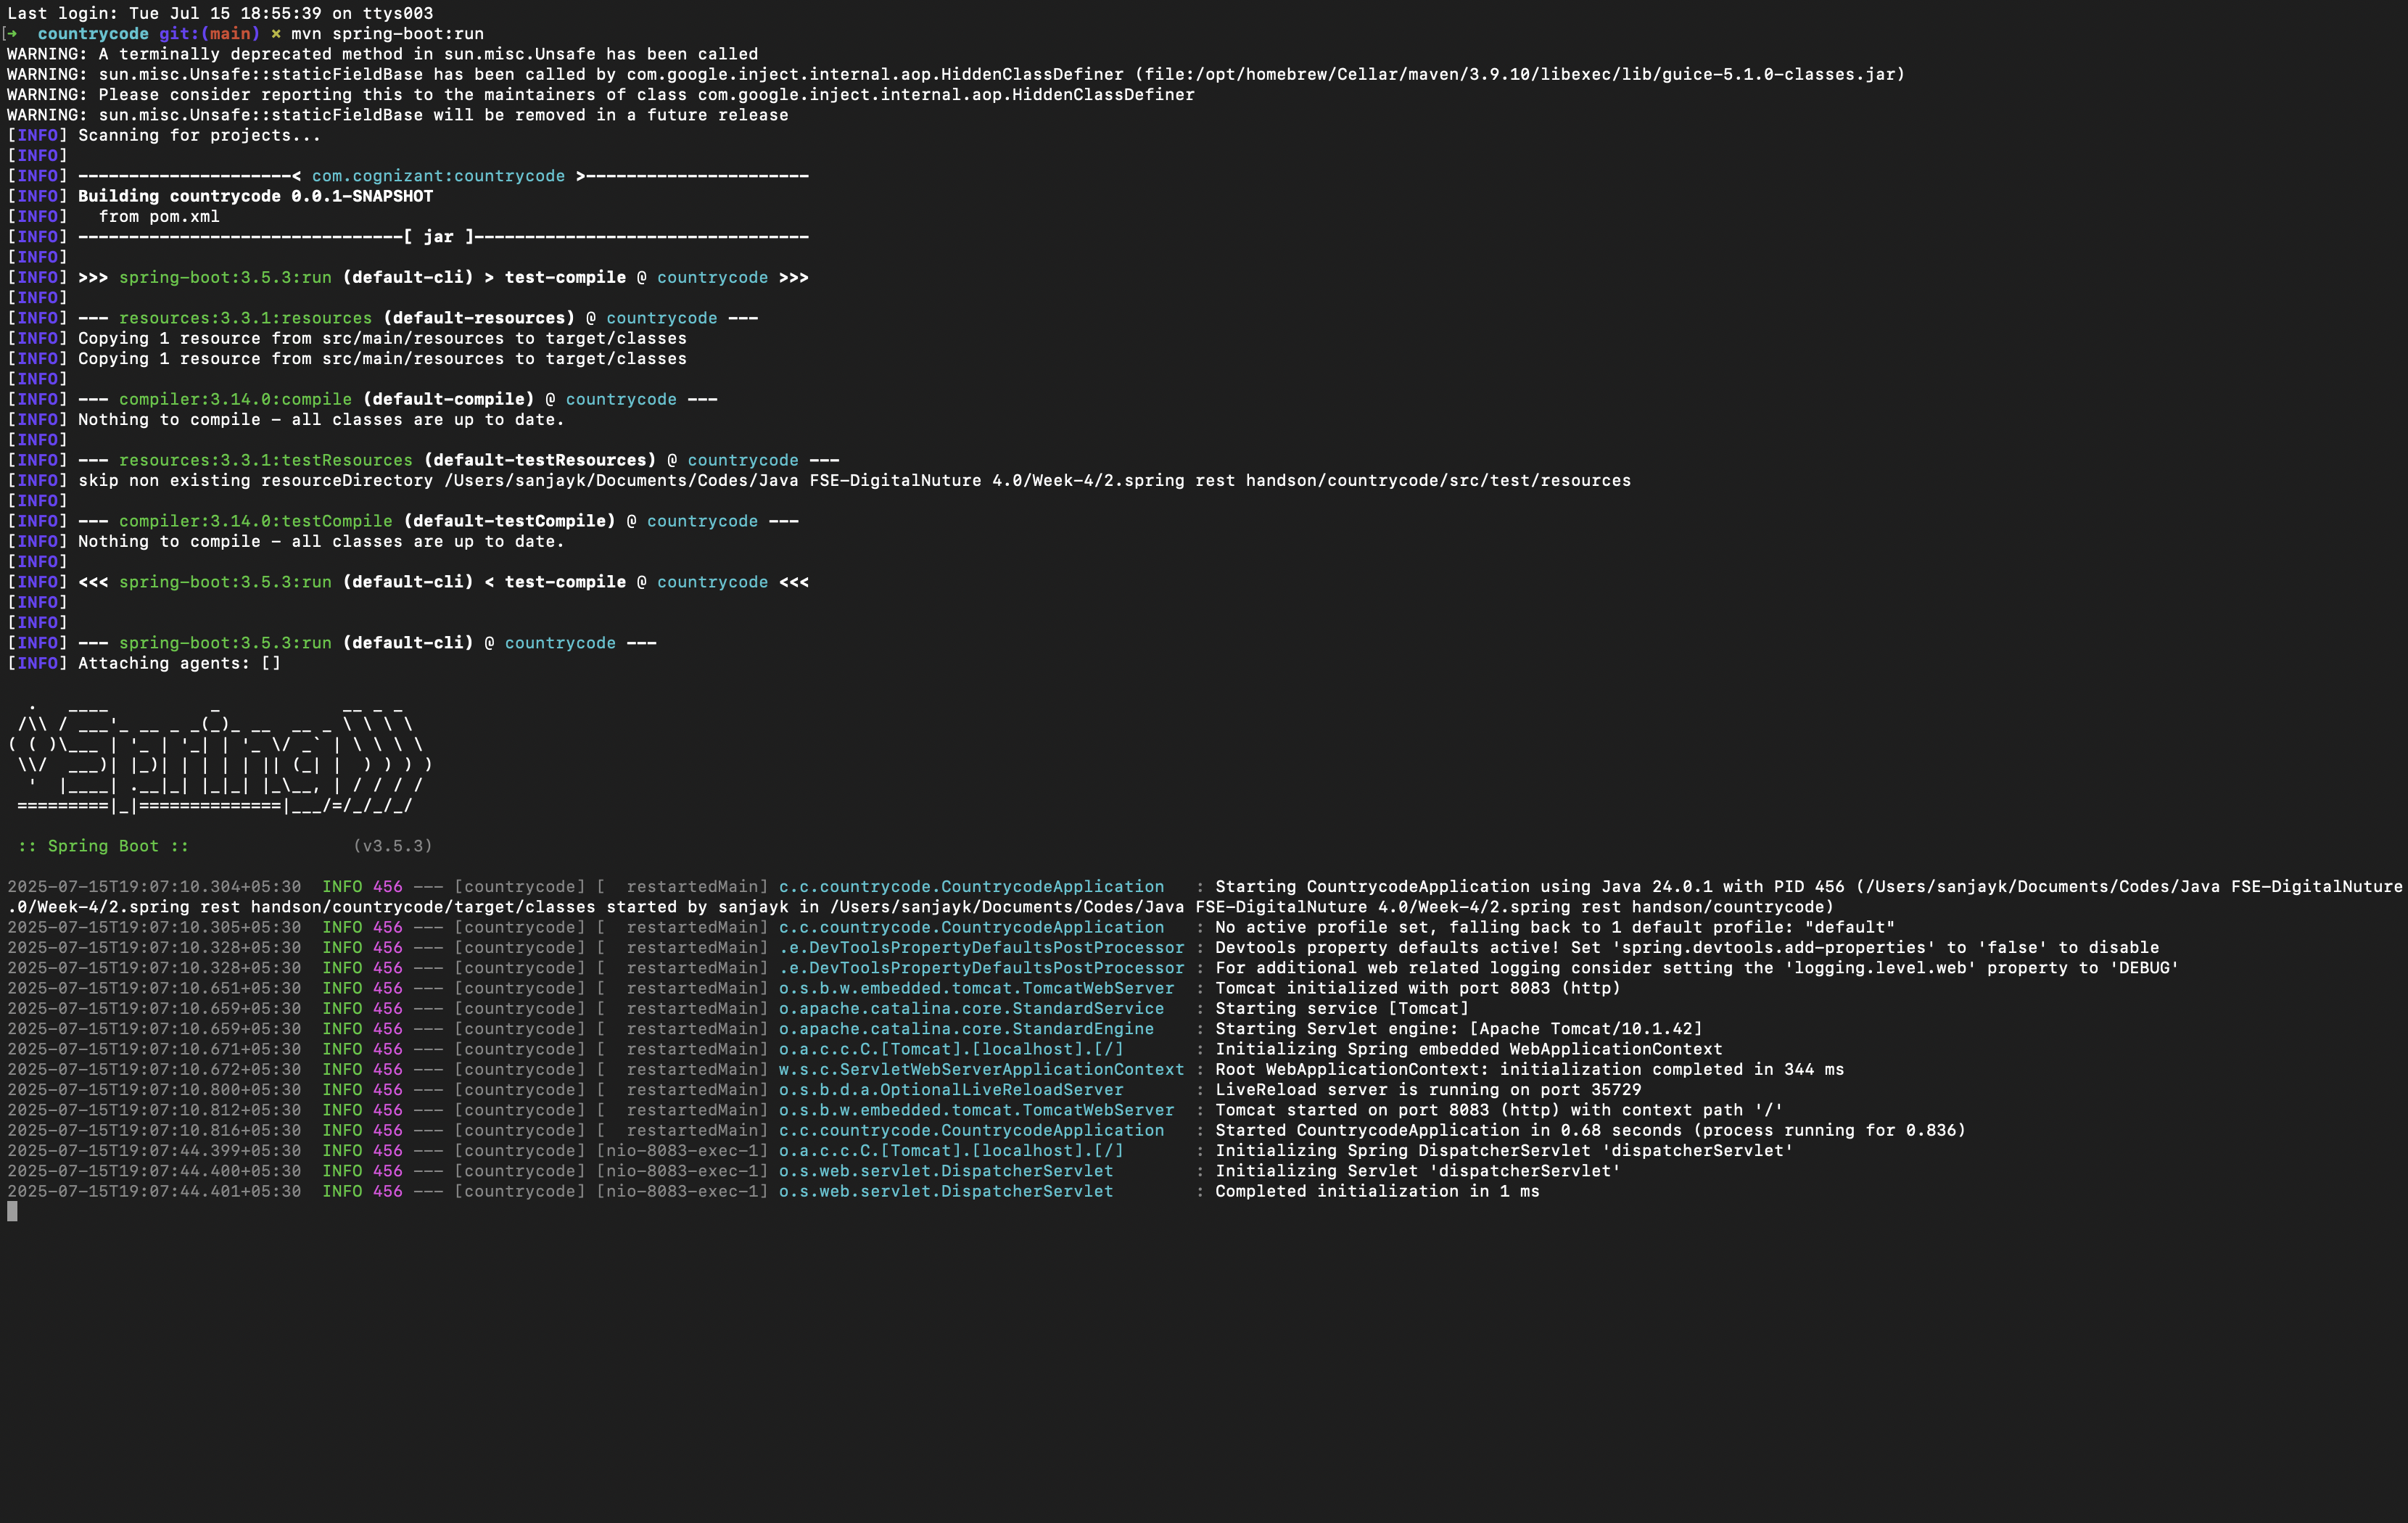 Last login: Tue Jul 15 18:55:39 on ttys003
[➜  countrycode git:(main) ✗ mvn spring-boot:run
WARNING: A terminally deprecated method in sun.misc.Unsafe has been called
WARNING: sun.misc.Unsafe::staticFieldBase has been called by com.google.inject.internal.aop.HiddenClassDefiner (file:/opt/homebrew/Cellar/maven/3.9.10/libexec/lib/guice-5.1.0-classes.jar)
WARNING: Please consider reporting this to the maintainers of class com.google.inject.internal.aop.HiddenClassDefiner
WARNING: sun.misc.Unsafe::staticFieldBase will be removed in a future release
[INFO] Scanning for projects...
[INFO]
[INFO] ---------------------< com.cognizant:countrycode >----------------------
[INFO] Building countrycode 0.0.1-SNAPSHOT
[INFO]   from pom.xml
[INFO] --------------------------------[ jar ]---------------------------------
[INFO]
[INFO] >>> spring-boot:3.5.3:run (default-cli) > test-compile @ countrycode >>>
[INFO]
[INFO] --- resources:3.3.1:resources (default-resources) @ countrycode ---
[INFO] Copying 1 resource from src/main/resources to target/classes
[INFO] Copying 1 resource from src/main/resources to target/classes
[INFO]
[INFO] --- compiler:3.14.0:compile (default-compile) @ countrycode ---
[INFO] Nothing to compile - all classes are up to date.
[INFO]
[INFO] --- resources:3.3.1:testResources (default-testResources) @ countrycode ---
[INFO] skip non existing resourceDirectory /Users/sanjayk/Documents/Codes/Java FSE-DigitalNuture 4.0/Week-4/2.spring rest handson/countrycode/src/test/resources
[INFO]
[INFO] --- compiler:3.14.0:testCompile (default-testCompile) @ countrycode ---
[INFO] Nothing to compile - all classes are up to date.
[INFO]
[INFO] <<< spring-boot:3.5.3:run (default-cli) < test-compile @ countrycode <<<
[INFO]
[INFO]
[INFO] --- spring-boot:3.5.3:run (default-cli) @ countrycode ---
[INFO] Attaching agents: []
  .   ____          _            __ _ _
 /\\ / ___'_ __ _ _(_)_ __  __ _ \ \ \ \
( ( )\___ | '_ | '_| | '_ \/ _` | \ \ \ \
 \\/  ___)| |_)| | | | | || (_| |  ) ) ) )
  '  |____| .__|_| |_|_| |_\__, | / / / /
 =========|_|==============|___/=/_/_/_/
 :: Spring Boot ::                (v3.5.3)
2025-07-15T19:07:10.304+05:30  INFO 456 --- [countrycode] [  restartedMain] c.c.countrycode.CountrycodeApplication   : Starting CountrycodeApplication using Java 24.0.1 with PID 456 (/Users/sanjayk/Documents/Codes/Java FSE-DigitalNuture
.0/Week-4/2.spring rest handson/countrycode/target/classes started by sanjayk in /Users/sanjayk/Documents/Codes/Java FSE-DigitalNuture 4.0/Week-4/2.spring rest handson/countrycode)
2025-07-15T19:07:10.305+05:30  INFO 456 --- [countrycode] [  restartedMain] c.c.countrycode.CountrycodeApplication   : No active profile set, falling back to 1 default profile: "default"
2025-07-15T19:07:10.328+05:30  INFO 456 --- [countrycode] [  restartedMain] .e.DevToolsPropertyDefaultsPostProcessor : Devtools property defaults active! Set 'spring.devtools.add-properties' to 'false' to disable
2025-07-15T19:07:10.328+05:30  INFO 456 --- [countrycode] [  restartedMain] .e.DevToolsPropertyDefaultsPostProcessor : For additional web related logging consider setting the 'logging.level.web' property to 'DEBUG'
2025-07-15T19:07:10.651+05:30  INFO 456 --- [countrycode] [  restartedMain] o.s.b.w.embedded.tomcat.TomcatWebServer  : Tomcat initialized with port 8083 (http)
2025-07-15T19:07:10.659+05:30  INFO 456 --- [countrycode] [  restartedMain] o.apache.catalina.core.StandardService   : Starting service [Tomcat]
2025-07-15T19:07:10.659+05:30  INFO 456 --- [countrycode] [  restartedMain] o.apache.catalina.core.StandardEngine    : Starting Servlet engine: [Apache Tomcat/10.1.42]
2025-07-15T19:07:10.671+05:30  INFO 456 --- [countrycode] [  restartedMain] o.a.c.c.C.[Tomcat].[localhost].[/]       : Initializing Spring embedded WebApplicationContext
2025-07-15T19:07:10.672+05:30  INFO 456 --- [countrycode] [  restartedMain] w.s.c.ServletWebServerApplicationContext : Root WebApplicationContext: initialization completed in 344 ms
2025-07-15T19:07:10.800+05:30  INFO 456 --- [countrycode] [  restartedMain] o.s.b.d.a.OptionalLiveReloadServer       : LiveReload server is running on port 35729
2025-07-15T19:07:10.812+05:30  INFO 456 --- [countrycode] [  restartedMain] o.s.b.w.embedded.tomcat.TomcatWebServer  : Tomcat started on port 8083 (http) with context path '/'
2025-07-15T19:07:10.816+05:30  INFO 456 --- [countrycode] [  restartedMain] c.c.countrycode.CountrycodeApplication   : Started CountrycodeApplication in 0.68 seconds (process running for 0.836)
2025-07-15T19:07:44.399+05:30  INFO 456 --- [countrycode] [nio-8083-exec-1] o.a.c.c.C.[Tomcat].[localhost].[/]       : Initializing Spring DispatcherServlet 'dispatcherServlet'
2025-07-15T19:07:44.400+05:30  INFO 456 --- [countrycode] [nio-8083-exec-1] o.s.web.servlet.DispatcherServlet        : Initializing Servlet 'dispatcherServlet'
2025-07-15T19:07:44.401+05:30  INFO 456 --- [countrycode] [nio-8083-exec-1] o.s.web.servlet.DispatcherServlet        : Completed initialization in 1 ms